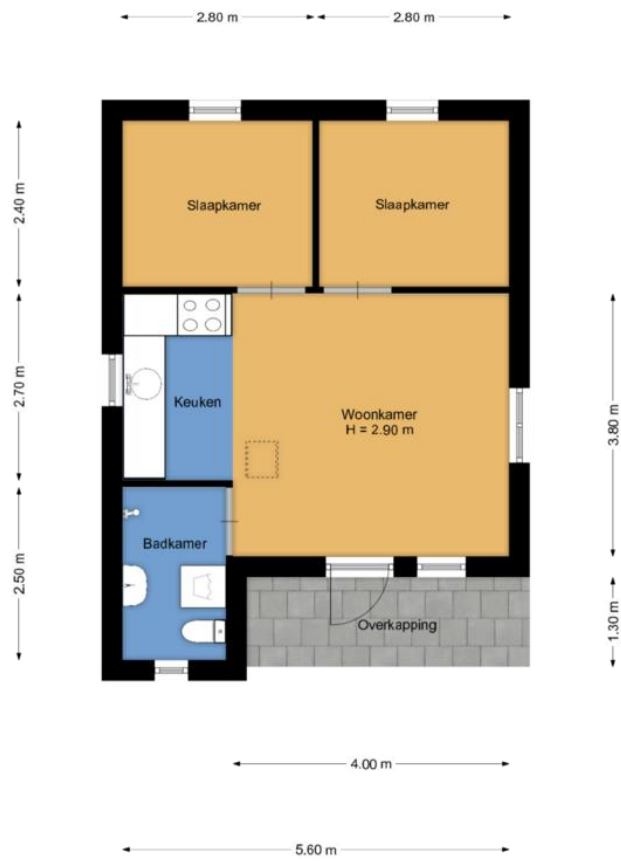 2.80 m
2.80 m
2.40 m
Slaapkamer
Slaapkamer
2.70 m
Keuken
Woonkamer
H = 2.90 m
3.80 m
2.50 m
Badkamer
Overkapping
1.30 m
4.00 m
5.60 m